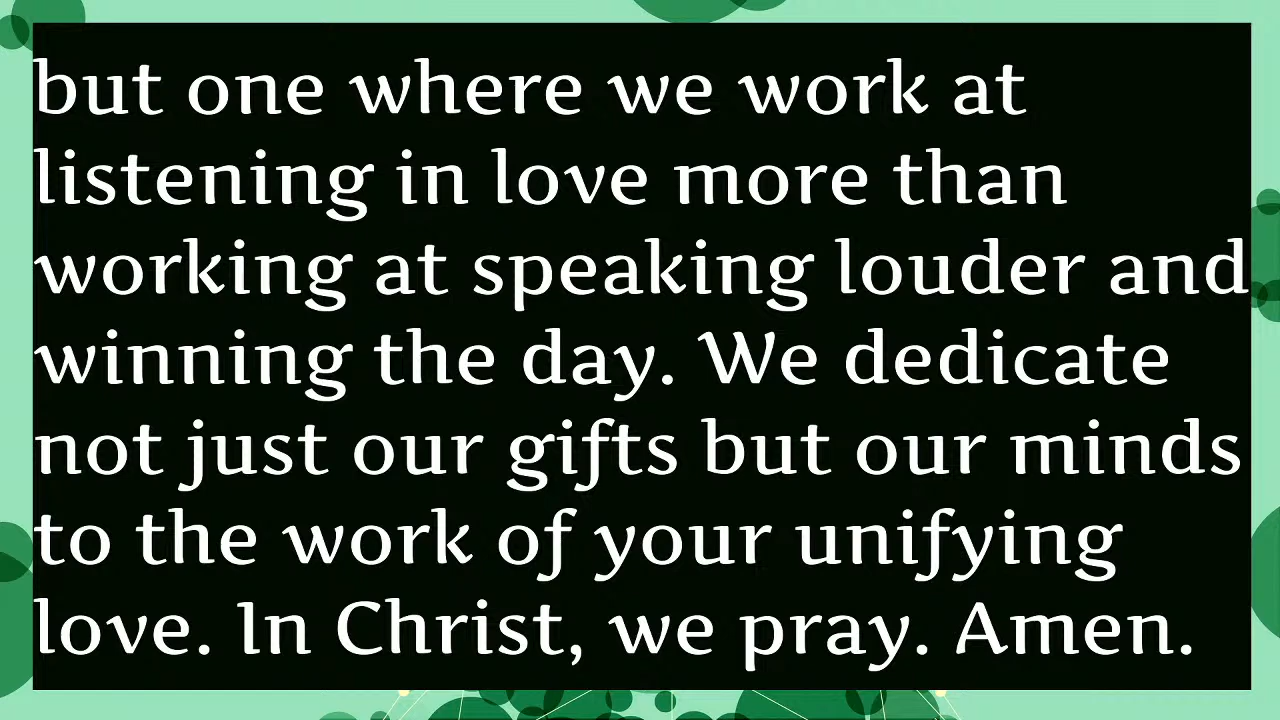 but one where we work at
listening in love more than
working at speaking louder and
winning the day. We dedicate
not just our gifts but our minds
to the work of your unifying
love. In Christ, we pray. Amen.